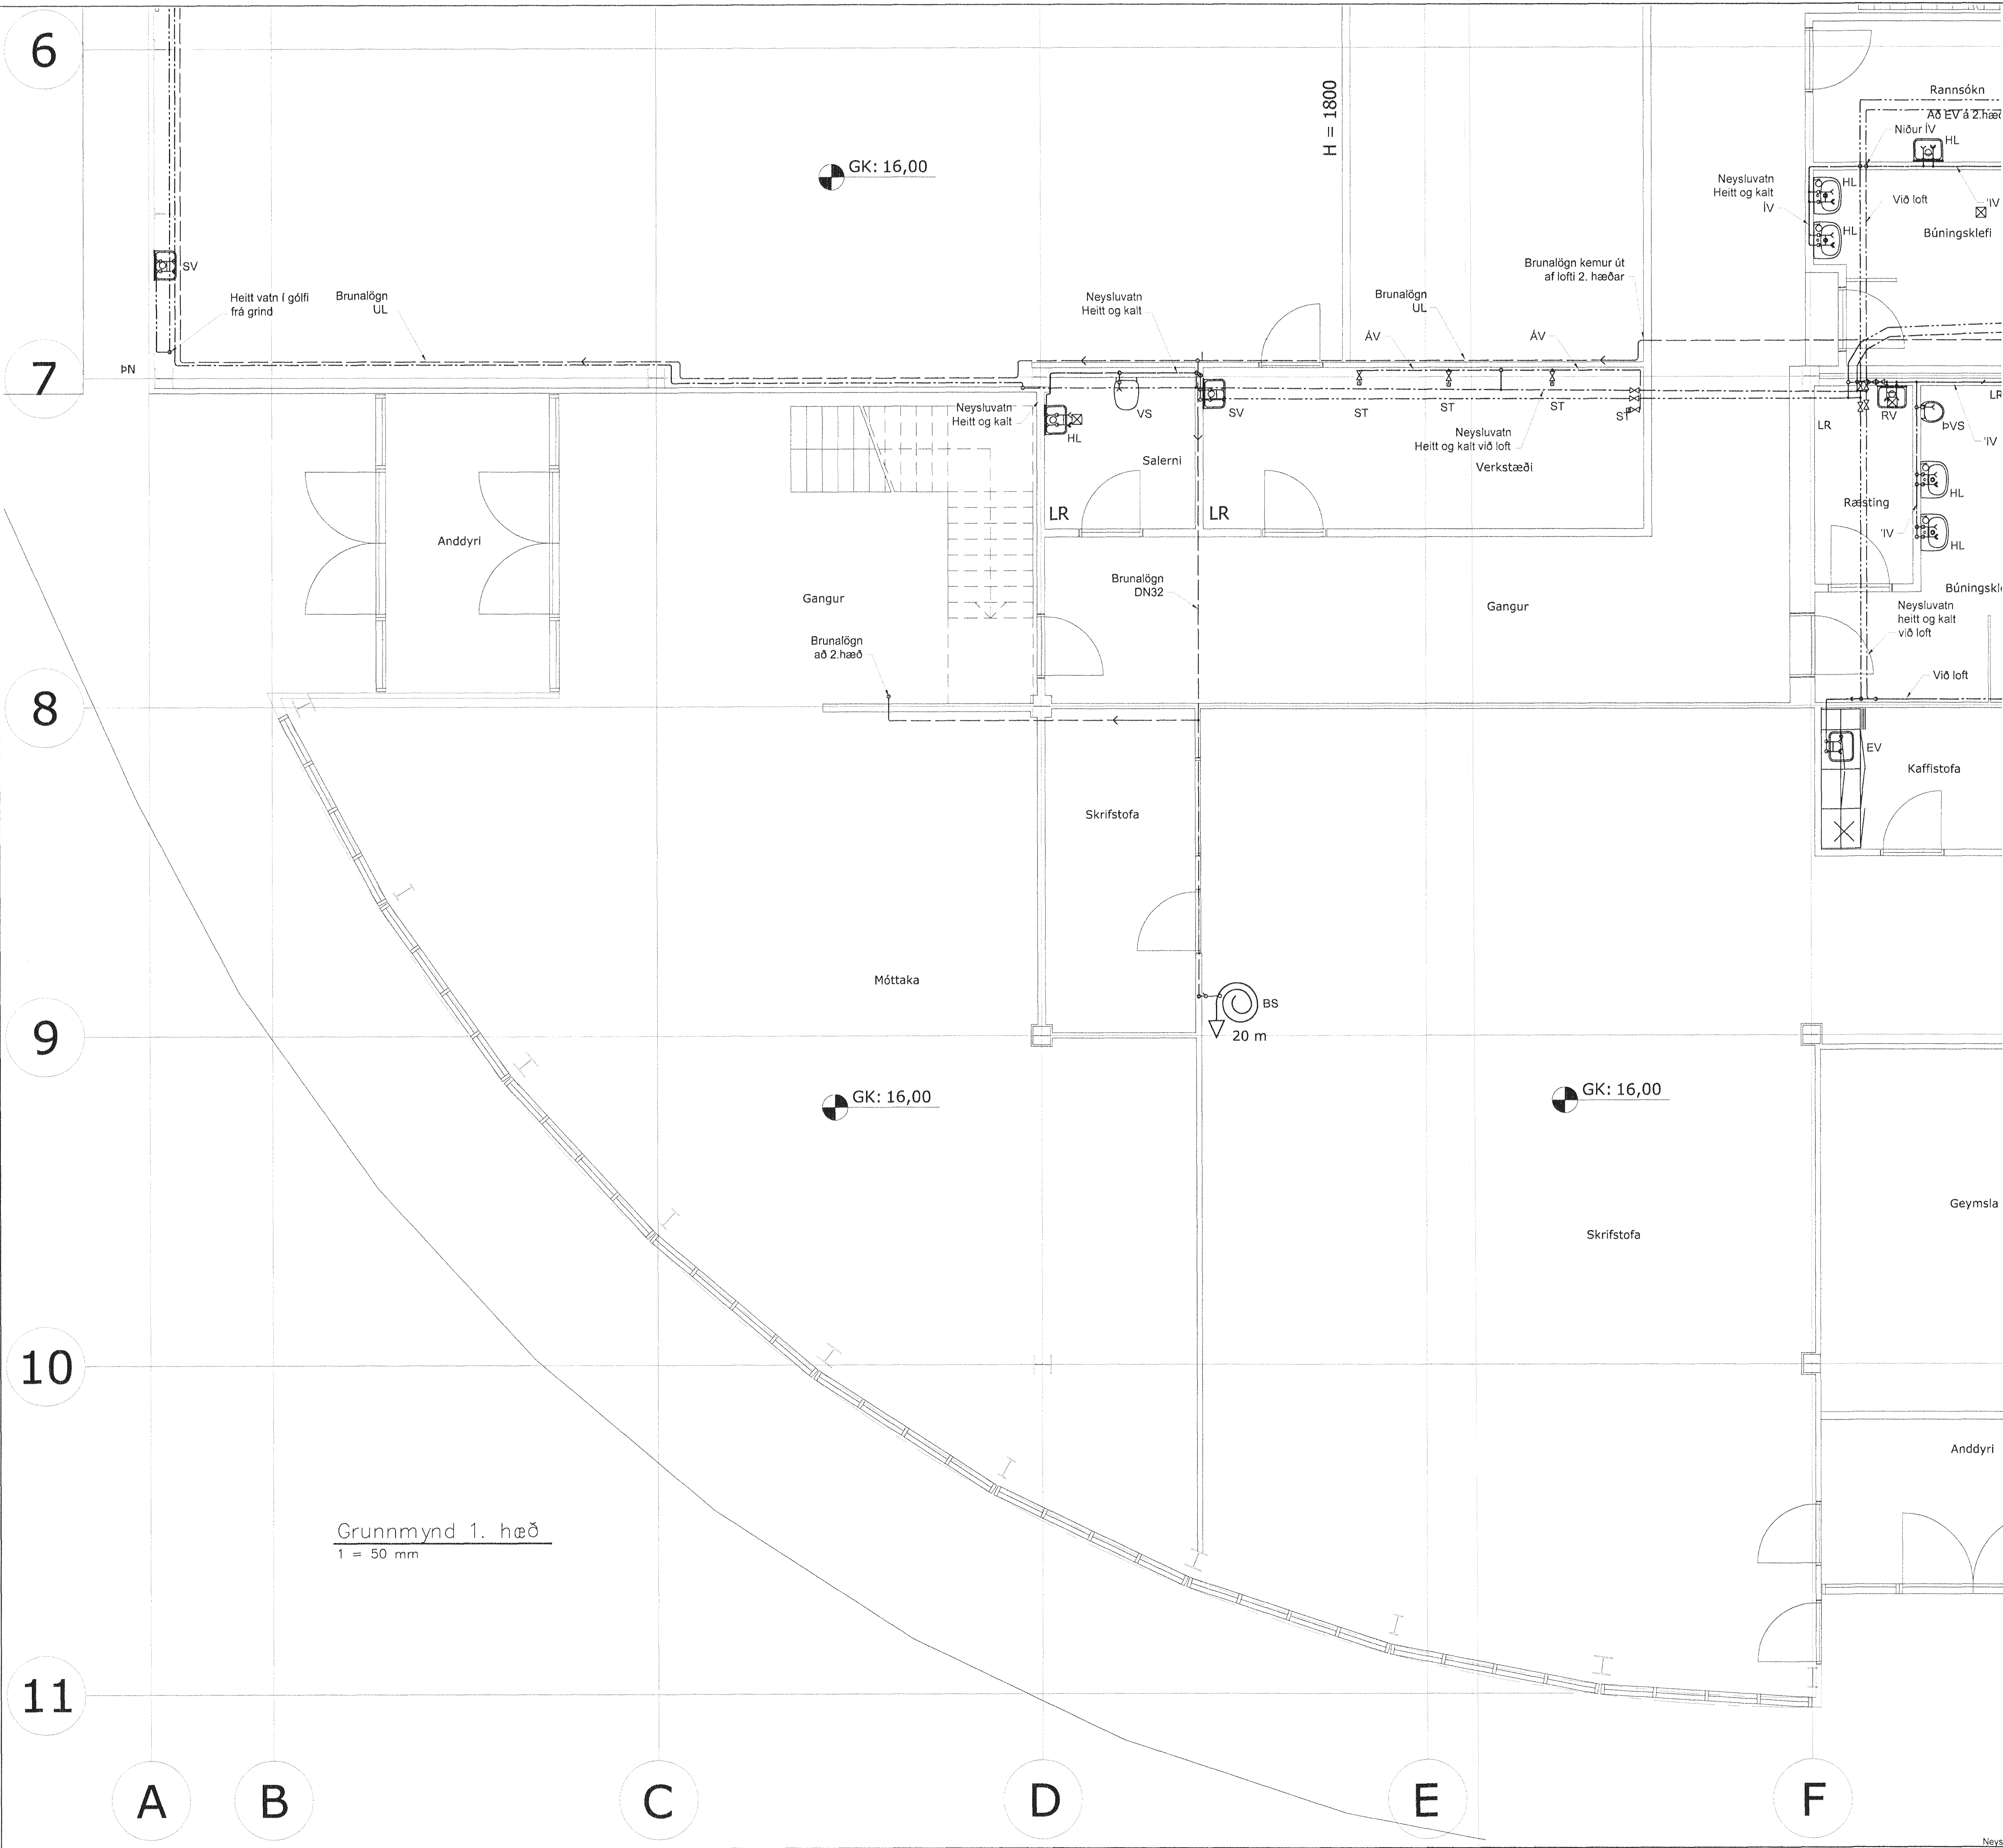 6
H = 1800
GK: 16,00
Rannsókn
Niður ÍV
HL
Neysluvatn
Heitt og kalt
ÍV
HL
HL
Við loft
'IV
Búningsklefi
SV
Heitt vatn í gólfi
frá grind
Brunalögn
UL
Neysluvatn
Heitt og kalt
Brunalögn
UL
Brunalögn kemur út
af lofti 2. hæðar
ÁV
ÁV
7
ÞN
Neysluvatn
Heitt og kalt
HL
VS
SV
ST
ST
ST
ST
Neysluvatn
Heitt og kalt við loft
Verkstæði
Salerni
LR
LR
LR
RV
ÞVS
LR
'IV
HL
Ræsting
'IV
HL
Anddyri
Gangur
Brunalögn
DN32
Gangur
Brunalögn
að 2.hæð
Neysluvatn
heitt og kalt
við loft
Við loft
8
EV
Kaffistofa
Skrifstofa
Móttaka
BS
20 m
9
GK: 16,00
GK: 16,00
Geymsla
Skrifstofa
10
Anddyri
Grunnmynd 1. hæð
1 = 50 mm
11
A
B
C
D
E
F